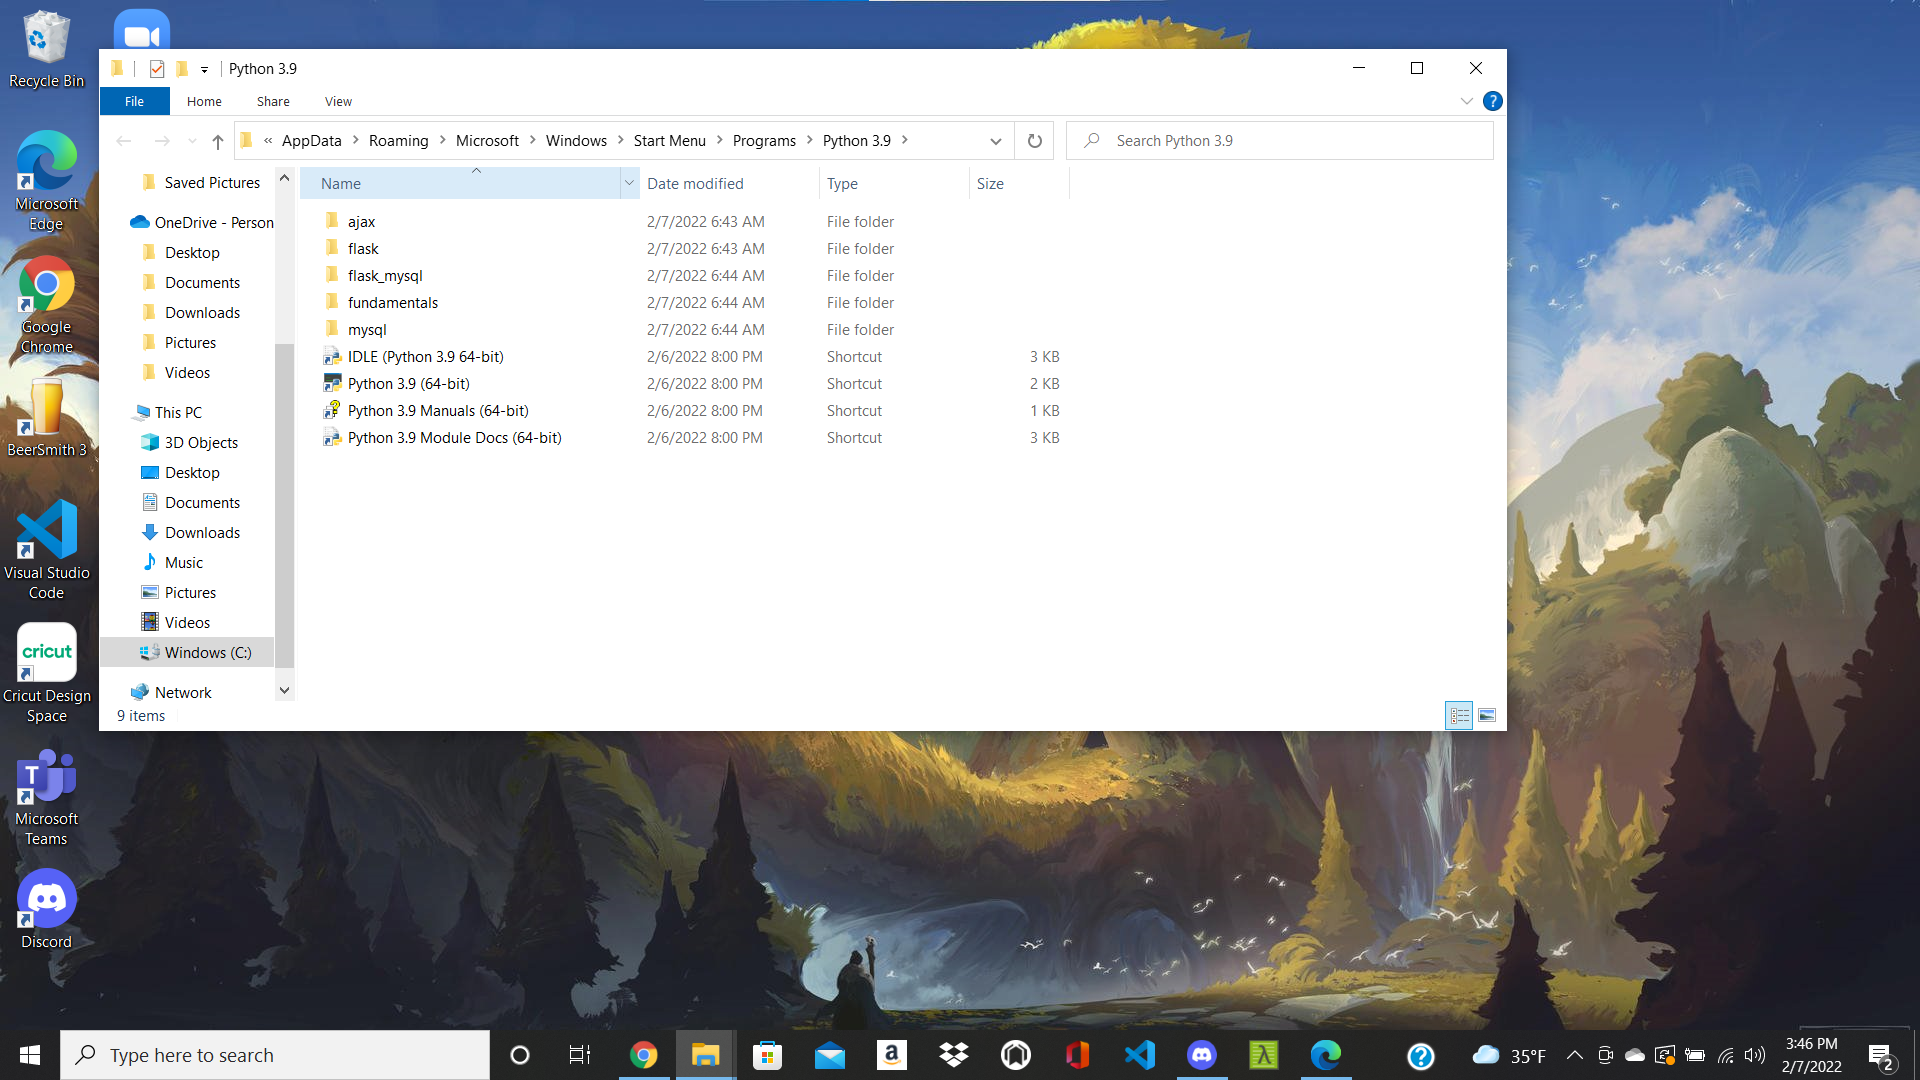 Recycle Bin
Microsoft
Edge
Google
Chrome
BeerSmith 3
Visual Studio
Code
cricut
Cricut Design
Space
T
Microsoft
Teams
Discord
Python 3.9
File Home Share View
?
« AppData > Roaming > Microsoft > Windows > Start Menu > Programs > Python 3.9 >
Search Python 3.9
Saved Pictures
OneDrive - Person
Desktop
Documents
Downloads
Pictures
Videos
This PC
3D Objects
Desktop
Documents
Downloads
Music
Pictures
Videos
Windows (C:)
Network
Name Date modified Type Size
ajax 2/7/2022 6:43 AM File folder
flask 2/7/2022 6:43 AM File folder
flask_mysql 2/7/2022 6:44 AM File folder
fundamentals 2/7/2022 6:44 AM File folder
mysql 2/7/2022 6:44 AM File folder
IDLE (Python 3.9 64-bit) 2/6/2022 8:00 PM Shortcut 3 KB
Python 3.9 (64-bit) 2/6/2022 8:00 PM Shortcut 2 KB
Python 3.9 Manuals (64-bit) 2/6/2022 8:00 PM Shortcut 1 KB
Python 3.9 Module Docs (64-bit) 2/6/2022 8:00 PM Shortcut 3 KB
9 items
Type here to search
a
λ
?
35°F
3:46 PM
2/7/2022
2